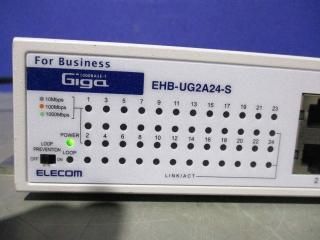 For Business
1000BASE-T
Giga
EHB-UG2A24-S
10Mbps
100Mbps
1000Mbps
1 3 5 7 9 11 13 15 17 19 21 23
POWER
2 4 6 8 10 12 14 16 18 20 22 24
LOOP PREVENTION
LOOP
OFF ON
LINK/ACT
ELECOM
2